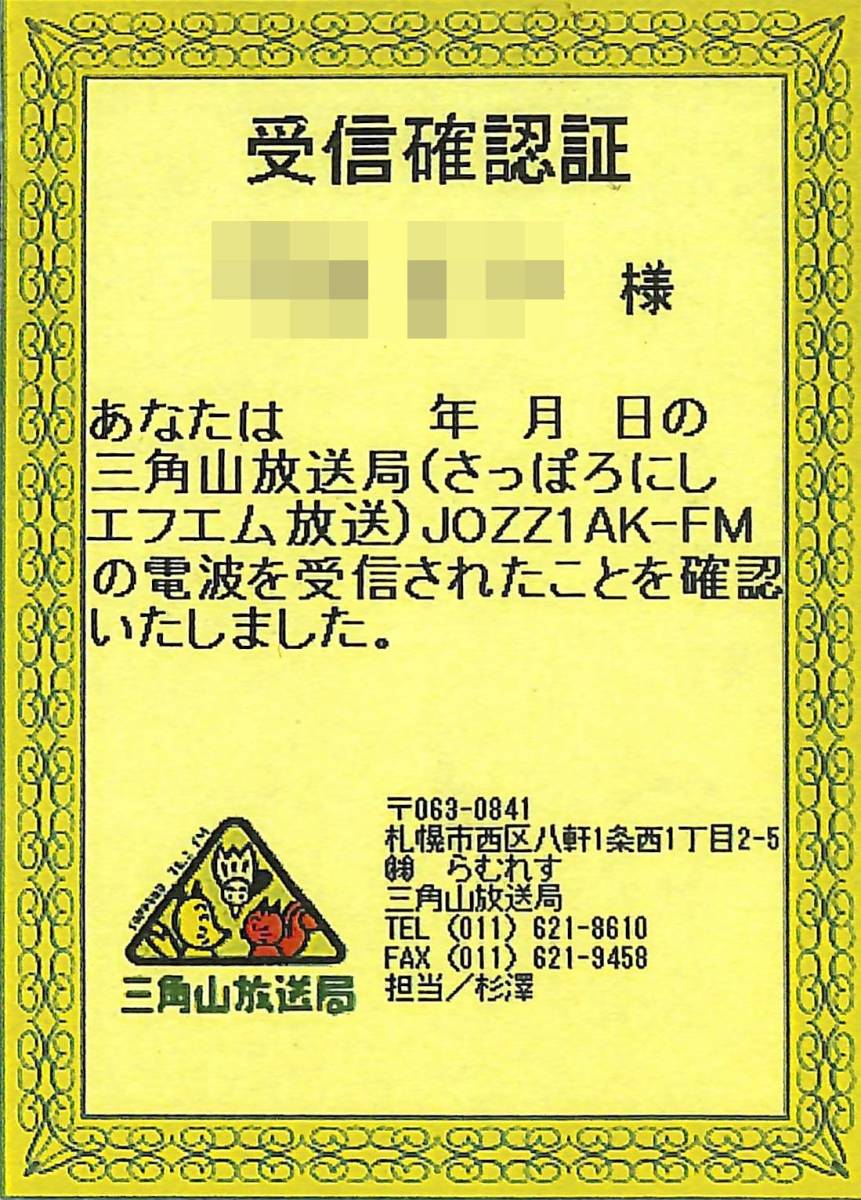 受信確認証
様
あなたは　　　年　月　日の
三角山放送局(さっぽろにし
エフエム放送)JOZZ1AK-FM
の電波を受信されたことを確認
いたしました。
〒063-0841
札幌市西区八軒1条西1丁目2-5
㈱　らむれす
三角山放送局
TEL (011) 621-8610
FAX (011) 621-9458
担当／杉澤
SAPPORO 76.2 FM
三角山放送局